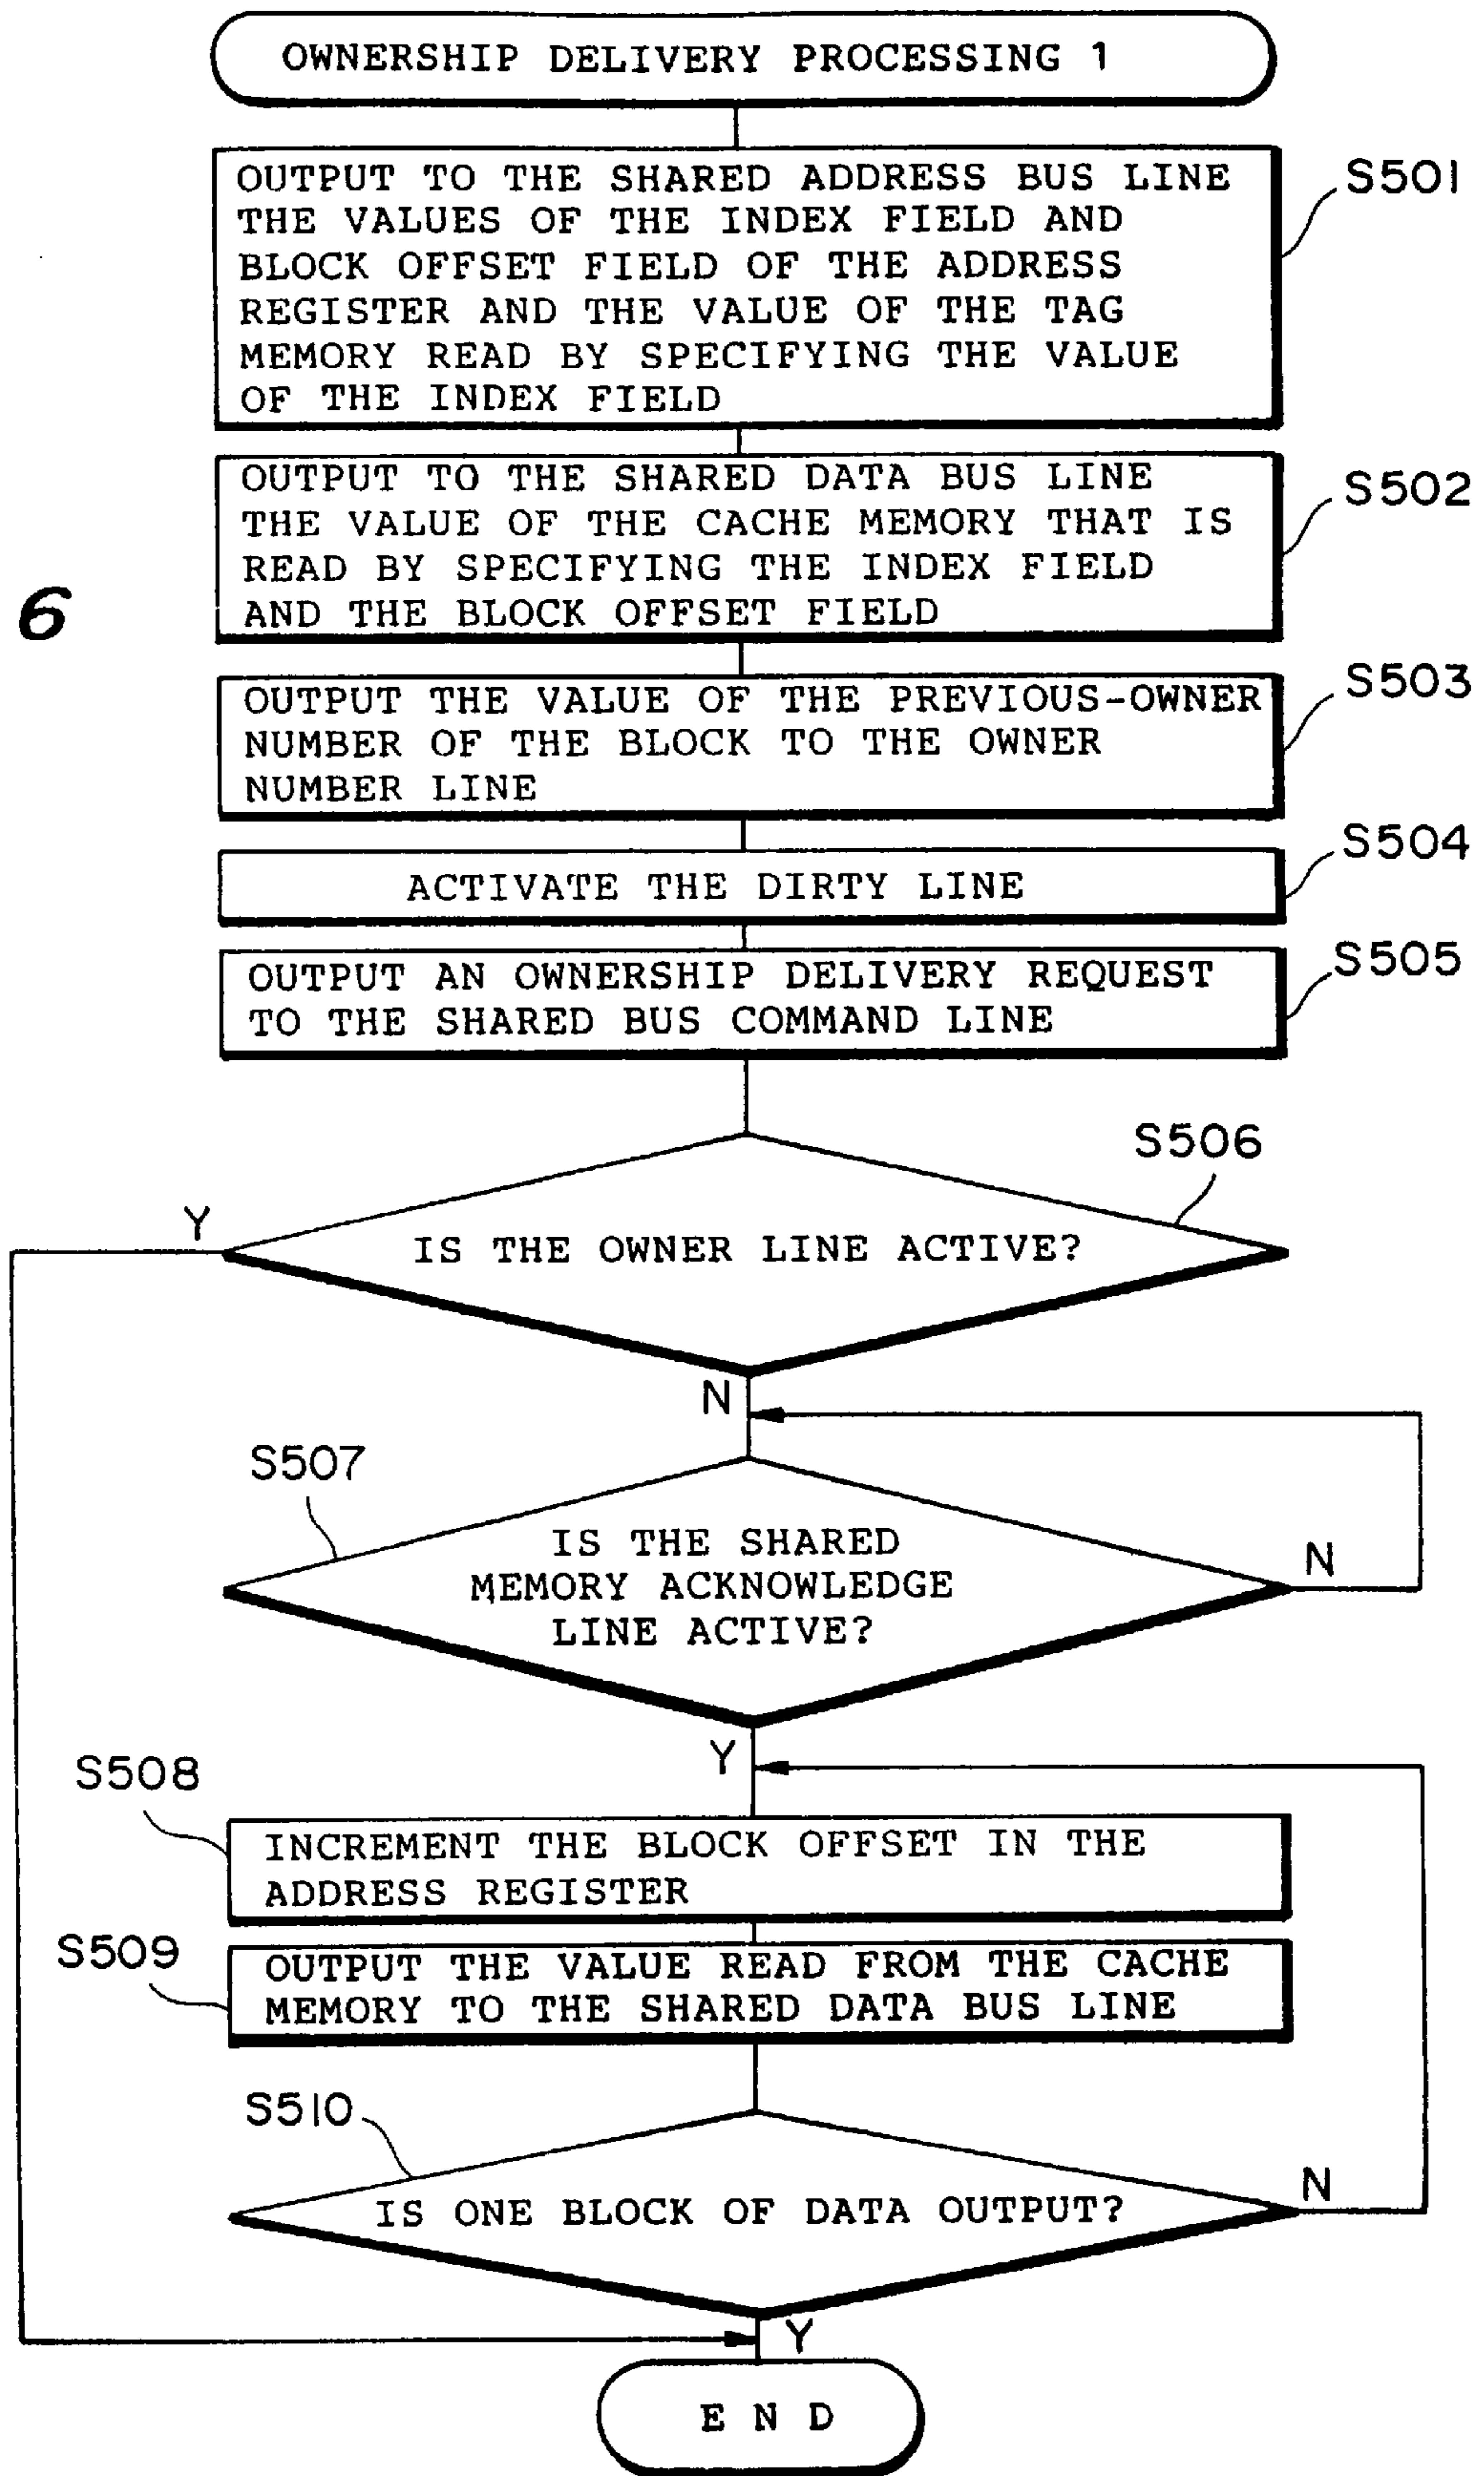 OWNERSHIP DELIVERY PROCESSING 1
OUTPUT TO THE SHARED ADDRESS BUS LINE
THE VALUES OF THE INDEX FIELD AND
BLOCK OFFSET FIELD OF THE ADDRESS
REGISTER AND THE VALUE OF THE TAG
MEMORY READ BY SPECIFYING THE VALUE
OF THE INDEX FIELD
S501
OUTPUT TO THE SHARED DATA BUS LINE
THE VALUE OF THE CACHE MEMORY THAT IS
READ BY SPECIFYING THE INDEX FIELD
AND THE BLOCK OFFSET FIELD
S502
6
OUTPUT THE VALUE OF THE PREVIOUS-OWNER
NUMBER OF THE BLOCK TO THE OWNER
NUMBER LINE
S503
ACTIVATE THE DIRTY LINE
S504
OUTPUT AN OWNERSHIP DELIVERY REQUEST
TO THE SHARED BUS COMMAND LINE
S505
S506
Y
IS THE OWNER LINE ACTIVE?
N
S507
IS THE SHARED
MEMORY ACKNOWLEDGE
LINE ACTIVE?
N
Y
S508
INCREMENT THE BLOCK OFFSET IN THE
ADDRESS REGISTER
S509
OUTPUT THE VALUE READ FROM THE CACHE
MEMORY TO THE SHARED DATA BUS LINE
S510
IS ONE BLOCK OF DATA OUTPUT?
N
Y
END